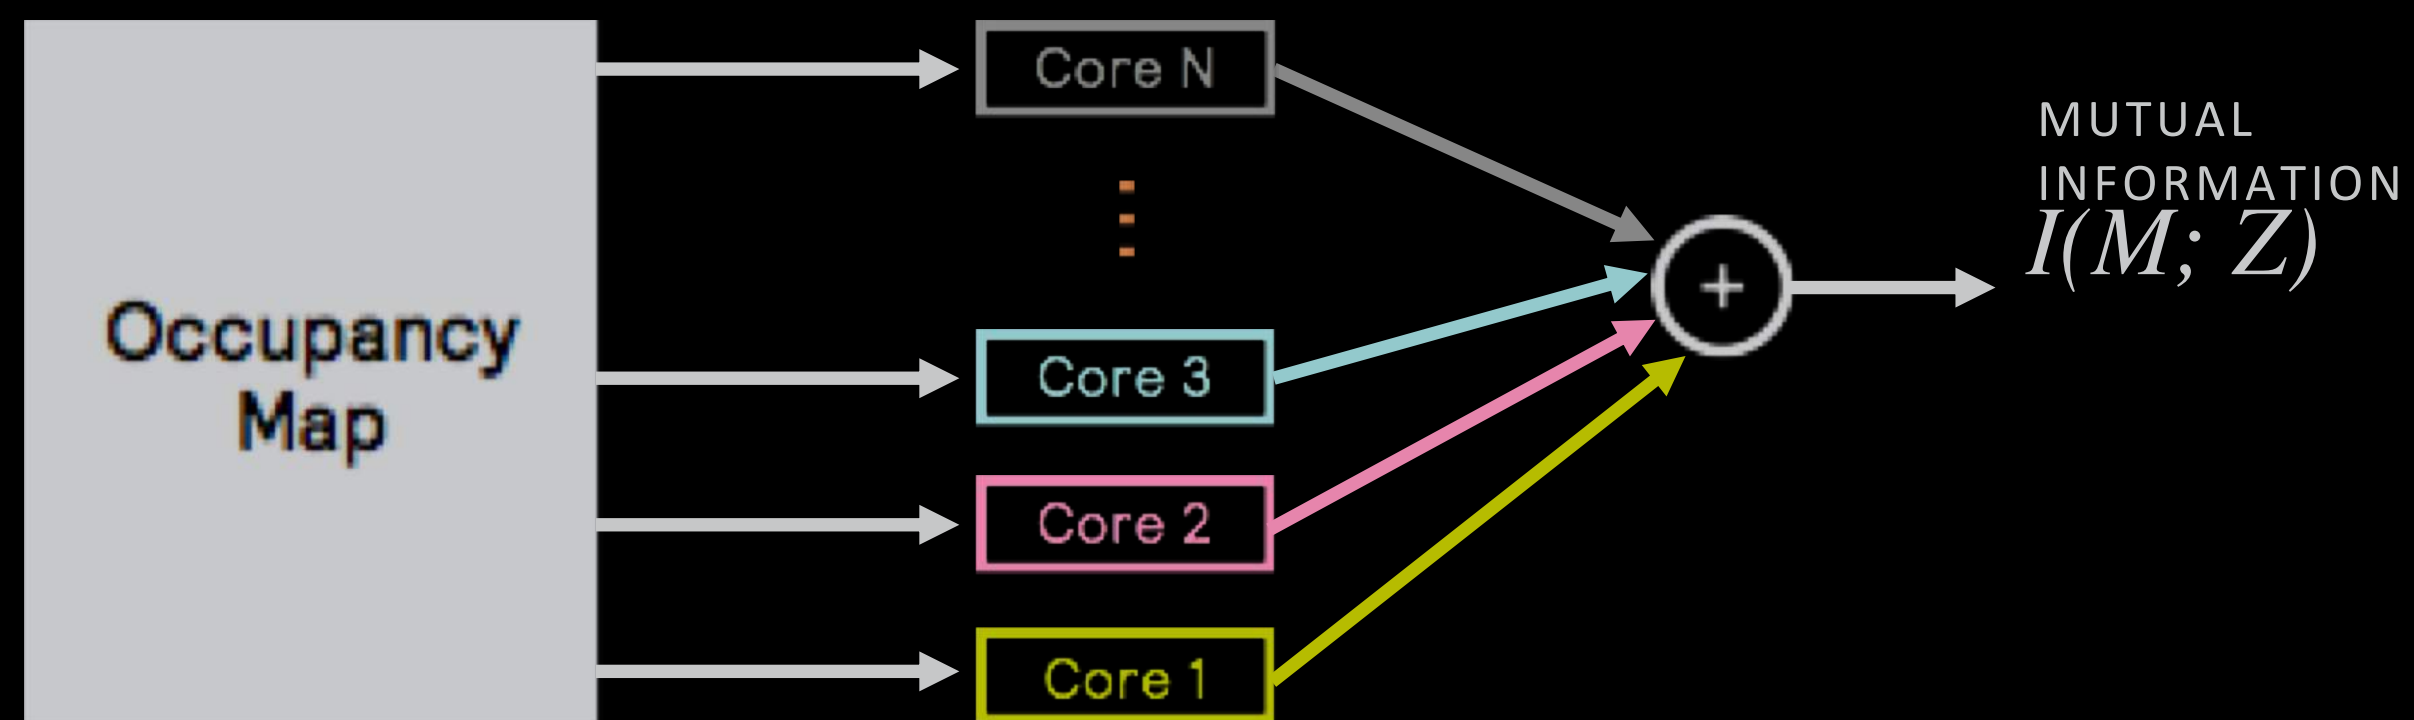 Occupancy
Map
Core N
Core 3
Core 2
Core 1
+
MUTUAL
INFORMATION
I(M; Z)